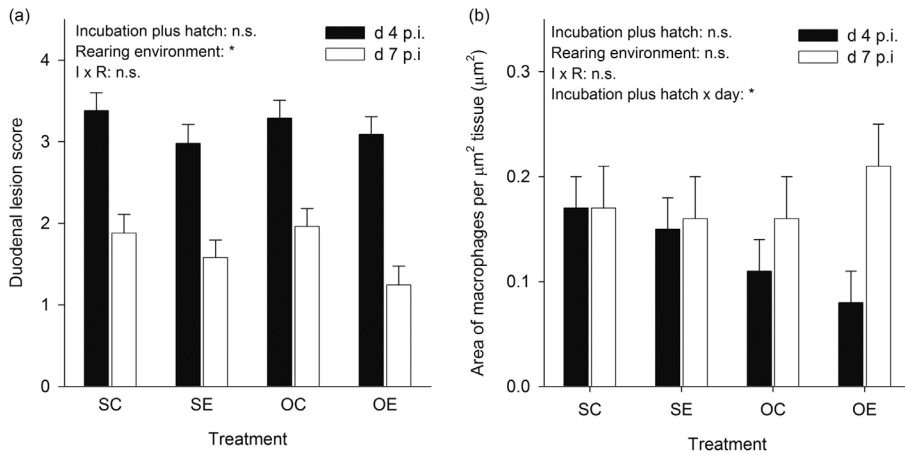 (a)
Incubation plus hatch: n.s.
Rearing environment: *
I x R: n.s.
d 4 p.i.
d 7 p.i
Duodenal lesion score
4
3
2
1
0
SC SE OC OE
Treatment
(b)
Incubation plus hatch: n.s.
Rearing environment: n.s.
I x R: n.s.
Incubation plus hatch x day: *
d 4 p.i.
d 7 p.i
Area of macrophages per μm² tissue (μm²)
0.3
0.2
0.1
0.0
SC SE OC OE
Treatment